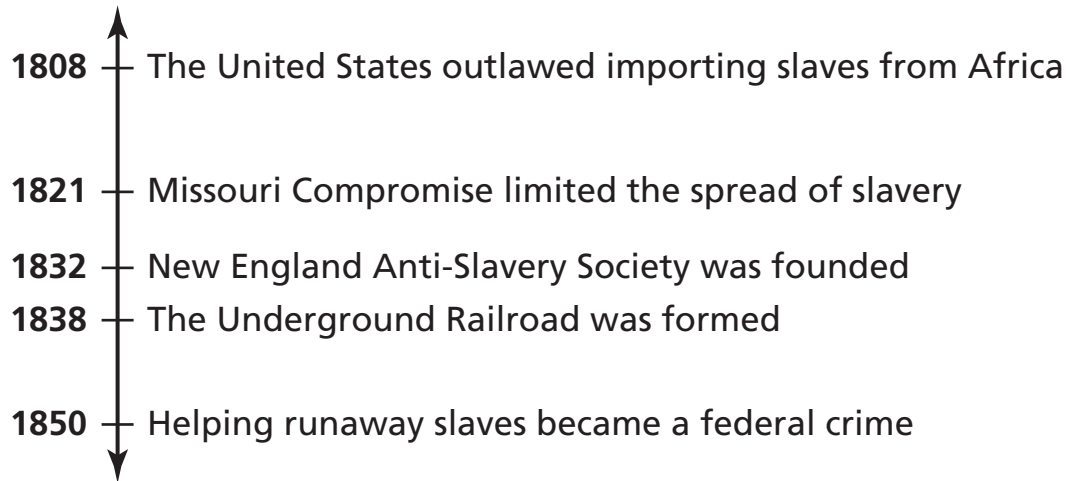 1808 The United States outlawed importing slaves from Africa
1821 Missouri Compromise limited the spread of slavery
1832 New England Anti-Slavery Society was founded
1838 The Underground Railroad was formed
1850 Helping runaway slaves became a federal crime